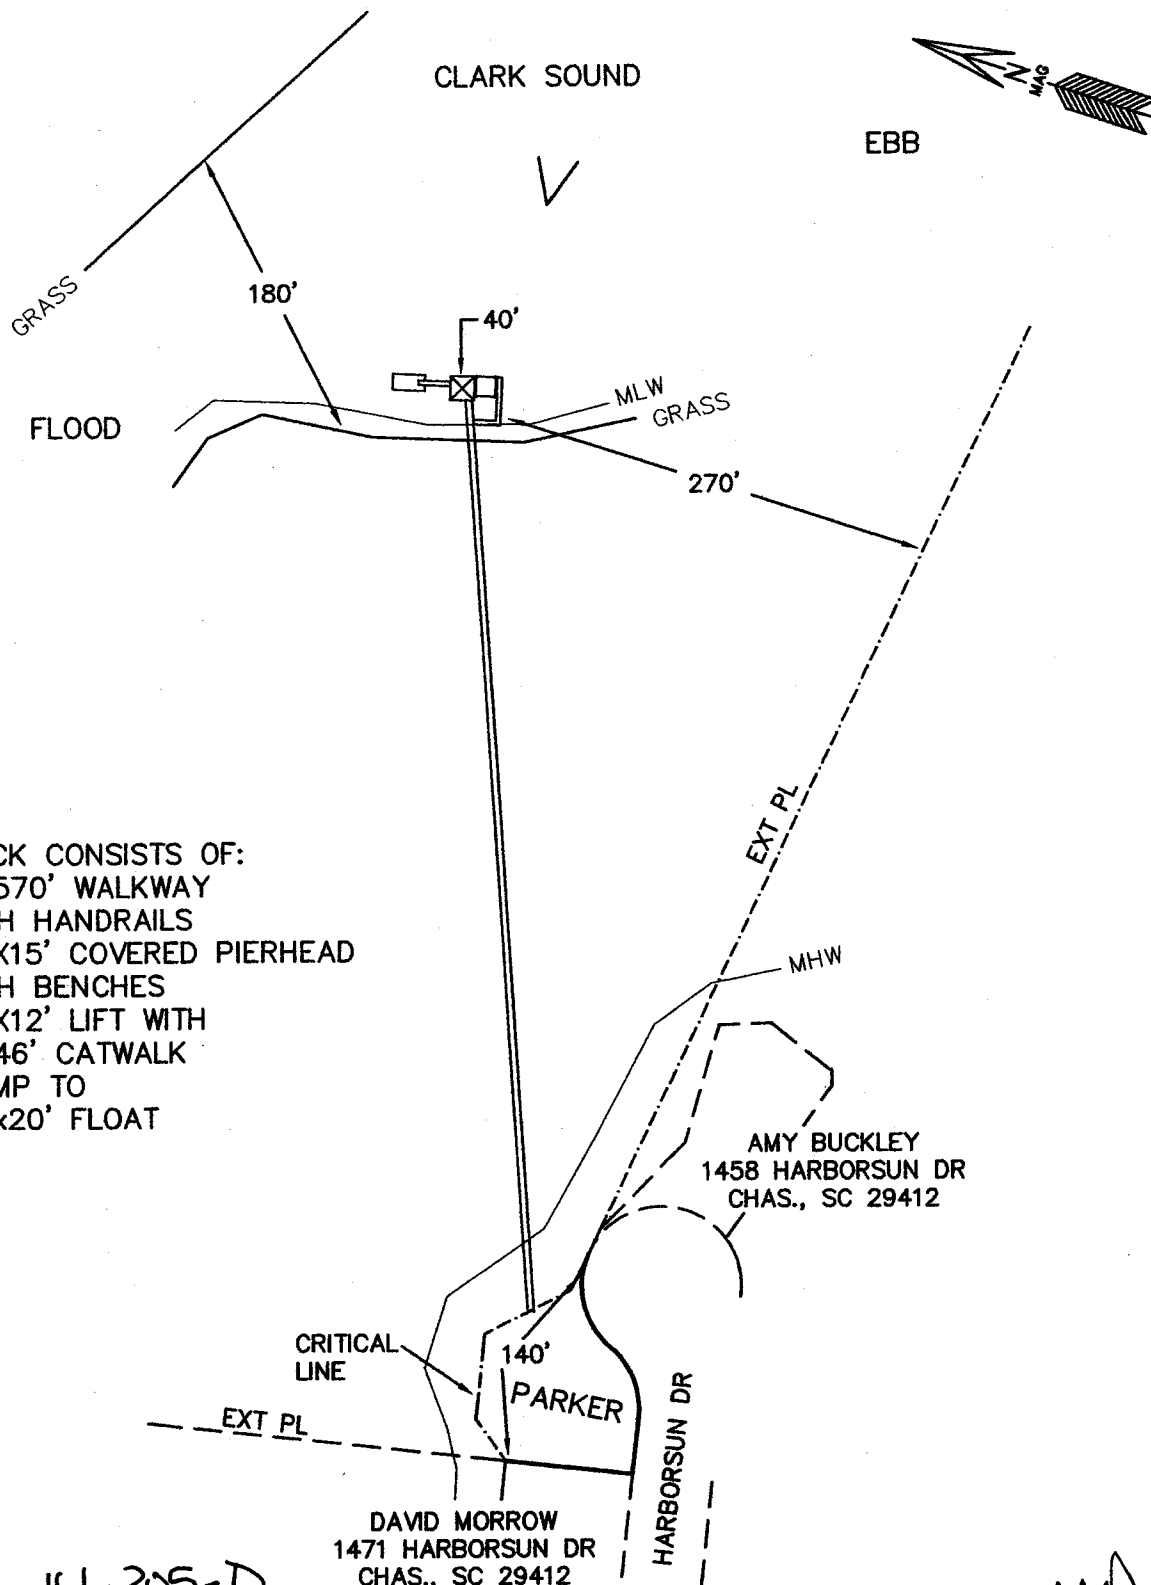 CLARK SOUND
N
MAG
EBB
GRASS
180'
40'
MLW
GRASS
FLOOD
270'
EXT PL
CK CONSISTS OF:
570' WALKWAY
H HANDRAILS
X15' COVERED PIERHEAD
H BENCHES
X12' LIFT WITH
46' CATWALK
MP TO
x20' FLOAT
MHW
AMY BUCKLEY
1458 HARBORSUN DR
CHAS., SC 29412
CRITICAL
LINE
140'
PARKER
EXT PL
HARBORSUN DR
DAVID MORROW
1471 HARBORSUN DR
CHAS., SC 29412